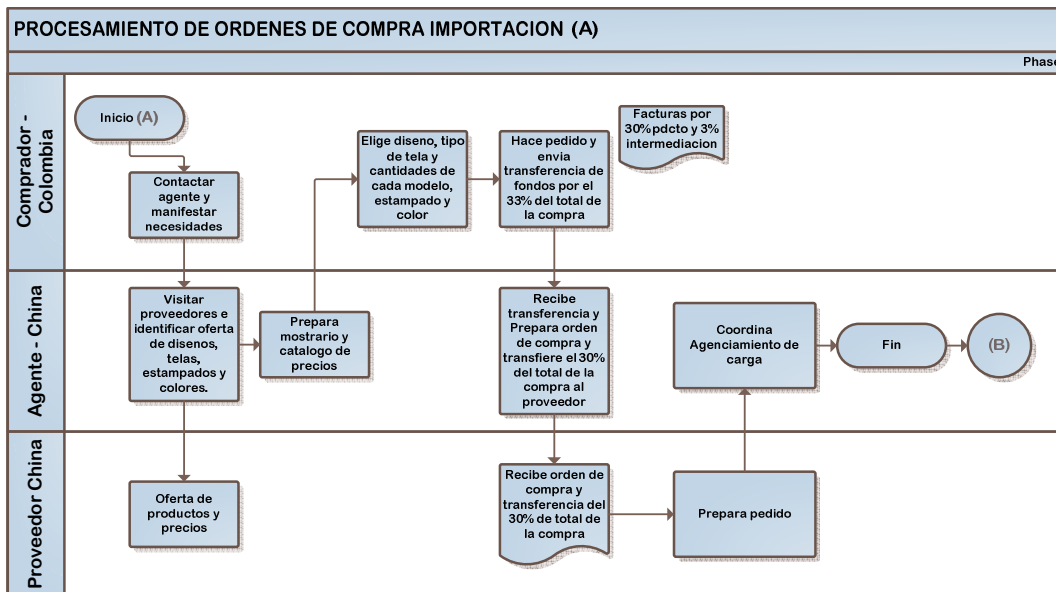 PROCESAMIENTO DE ORDENES DE COMPRA IMPORTACION (A)
Phase
Comprador -
Colombia
Inicio (A)
Contactar
agente y
manifestar
necesidades
Elige diseno, tipo
de tela y
cantidades de
cada modelo,
estampado y
color
Hace pedido y
envia
transferencia de
fondos por el
33% del total de
la compra
Facturas por
30% pdcto y 3%
intermediacion
Agente - China
Visitar
proveedores e
identificar oferta
de disenos,
telas,
estampados y
colores.
Prepara
mostrario y
catalogo de
precios
Recibe
transferencia y
Prepara orden
de compra y
transfiere el 30%
del total de la
compra al
proveedor
Coordina
Agenciamiento de
carga
Fin
(B)
Proveedor China
Oferta de
productos y
precios
Recibe orden de
compra y
transferencia del
30% de total de
la compra
Prepara pedido